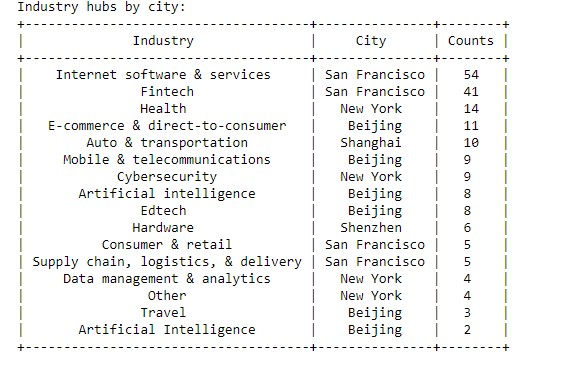 Industry hubs by city:
Industry | City | Counts
Internet software & services | San Francisco | 54
Fintech | San Francisco | 41
Health | New York | 14
E-commerce & direct-to-consumer | Beijing | 11
Auto & transportation | Shanghai | 10
Mobile & telecommunications | Beijing | 9
Cybersecurity | New York | 9
Artificial intelligence | Beijing | 8
Edtech | Beijing | 8
Hardware | Shenzhen | 6
Consumer & retail | San Francisco | 5
Supply chain, logistics, & delivery | San Francisco | 5
Data management & analytics | New York | 4
Other | New York | 4
Travel | Beijing | 3
Artificial Intelligence | Beijing | 2